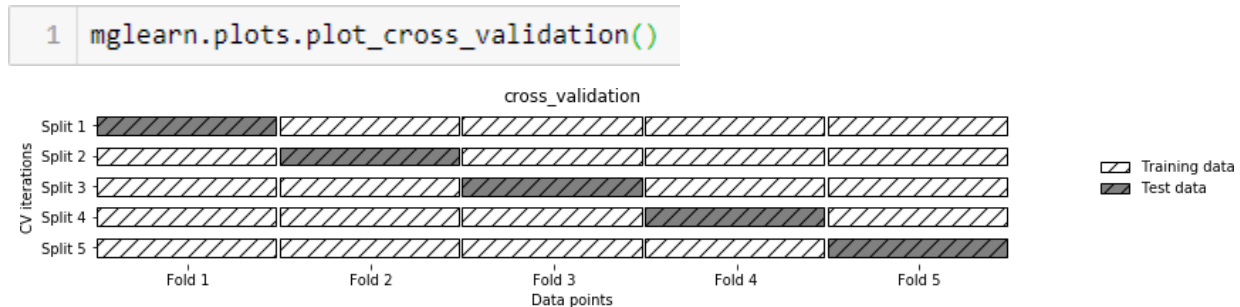 1 mglearn.plots.plot_cross_validation()
cross_validation
CV iterations
Split 1
Split 2
Split 3
Split 4
Split 5
Training data
Test data
Fold 1 Fold 2 Fold 3 Fold 4 Fold 5
Data points